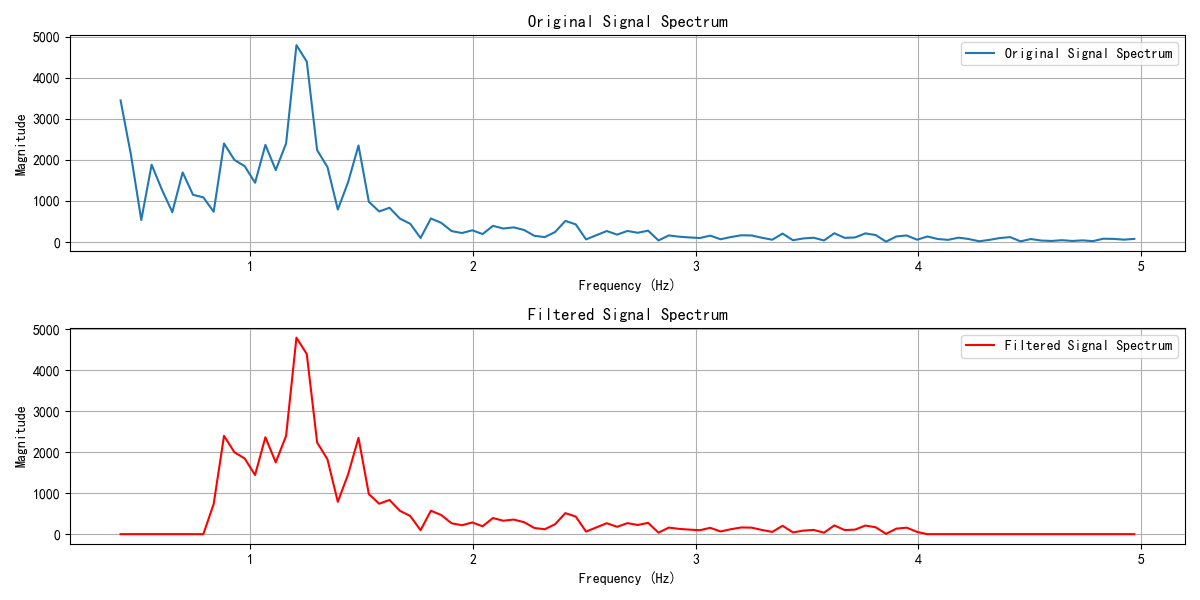 Original Signal Spectrum
Original Signal Spectrum
Magnitude
5000
4000
3000
2000
1000
0
1
2
3
4
5
Frequency (Hz)
Filtered Signal Spectrum
Filtered Signal Spectrum
Magnitude
5000
4000
3000
2000
1000
0
1
2
3
4
5
Frequency (Hz)